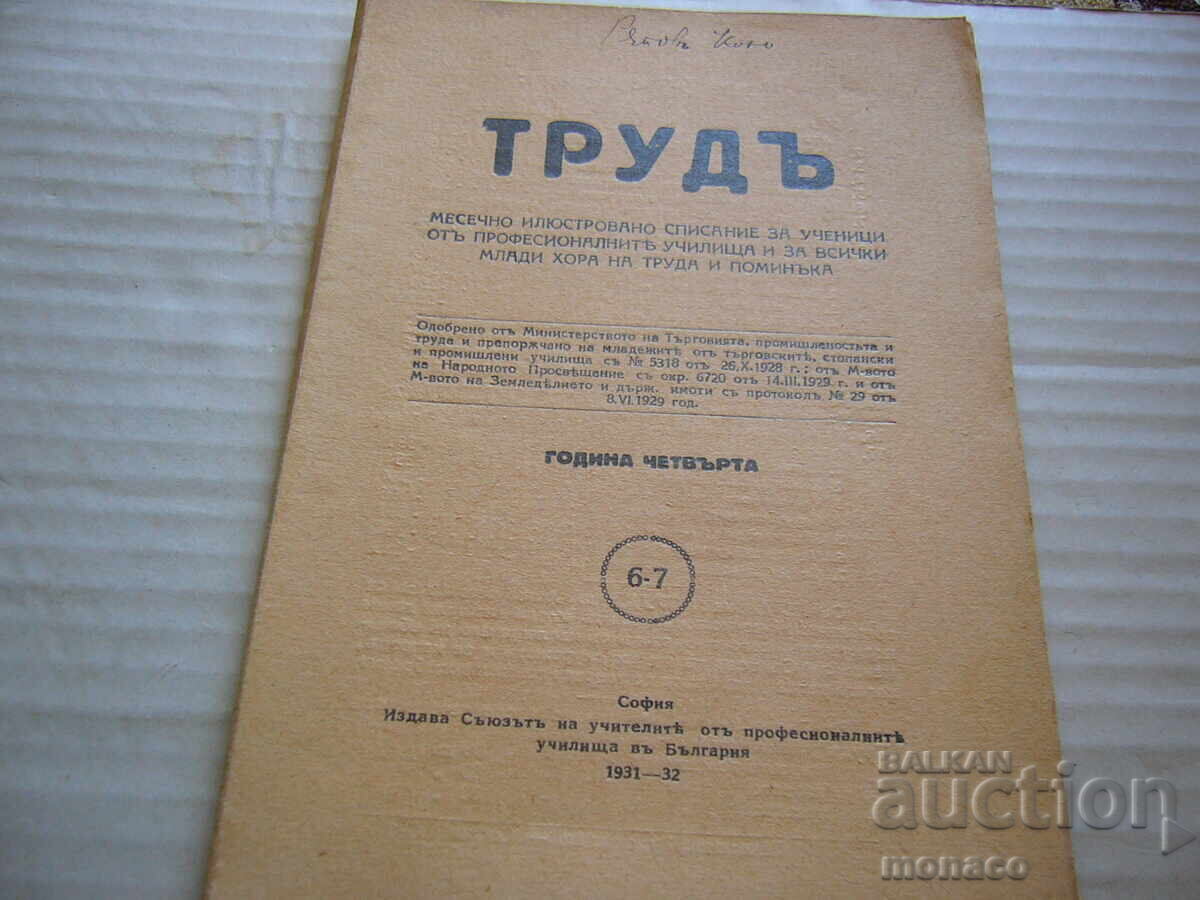 ТРУДЪ
МЕСЕЧНО ИЛЮСТРОВАНО СПИСАНИЕ ЗА УЧЕНИЦИ
ОТЪ ПРОФЕСИОНАЛНИТѢ УЧИЛИЩА И ЗА ВСИЧКИ
МЛАДИ ХОРА НА ТРУДА И ПОМИНЪКА
Одобрено отъ Министерството на Търговията, промишленостьта и
труда и препорѫчано на младежитѣ отъ търговскитѣ, стопански
и промишлени училища съ № 5318 отъ 26.X.1928 г.; отъ М-вото
на Народното Просвѣщение съ окр. 6720 отъ 14.III.1929 г. и отъ
М-вото на Земледѣлието и държ. имоти съ протоколъ № 29 отъ
8.VI.1929 год.
ГОДИНА ЧЕТВЪРТА
6-7
София
Издава Съюзътъ на учителитѣ отъ професионалнитѣ
училища въ България
1931—32
BALKAN
auction
monaco